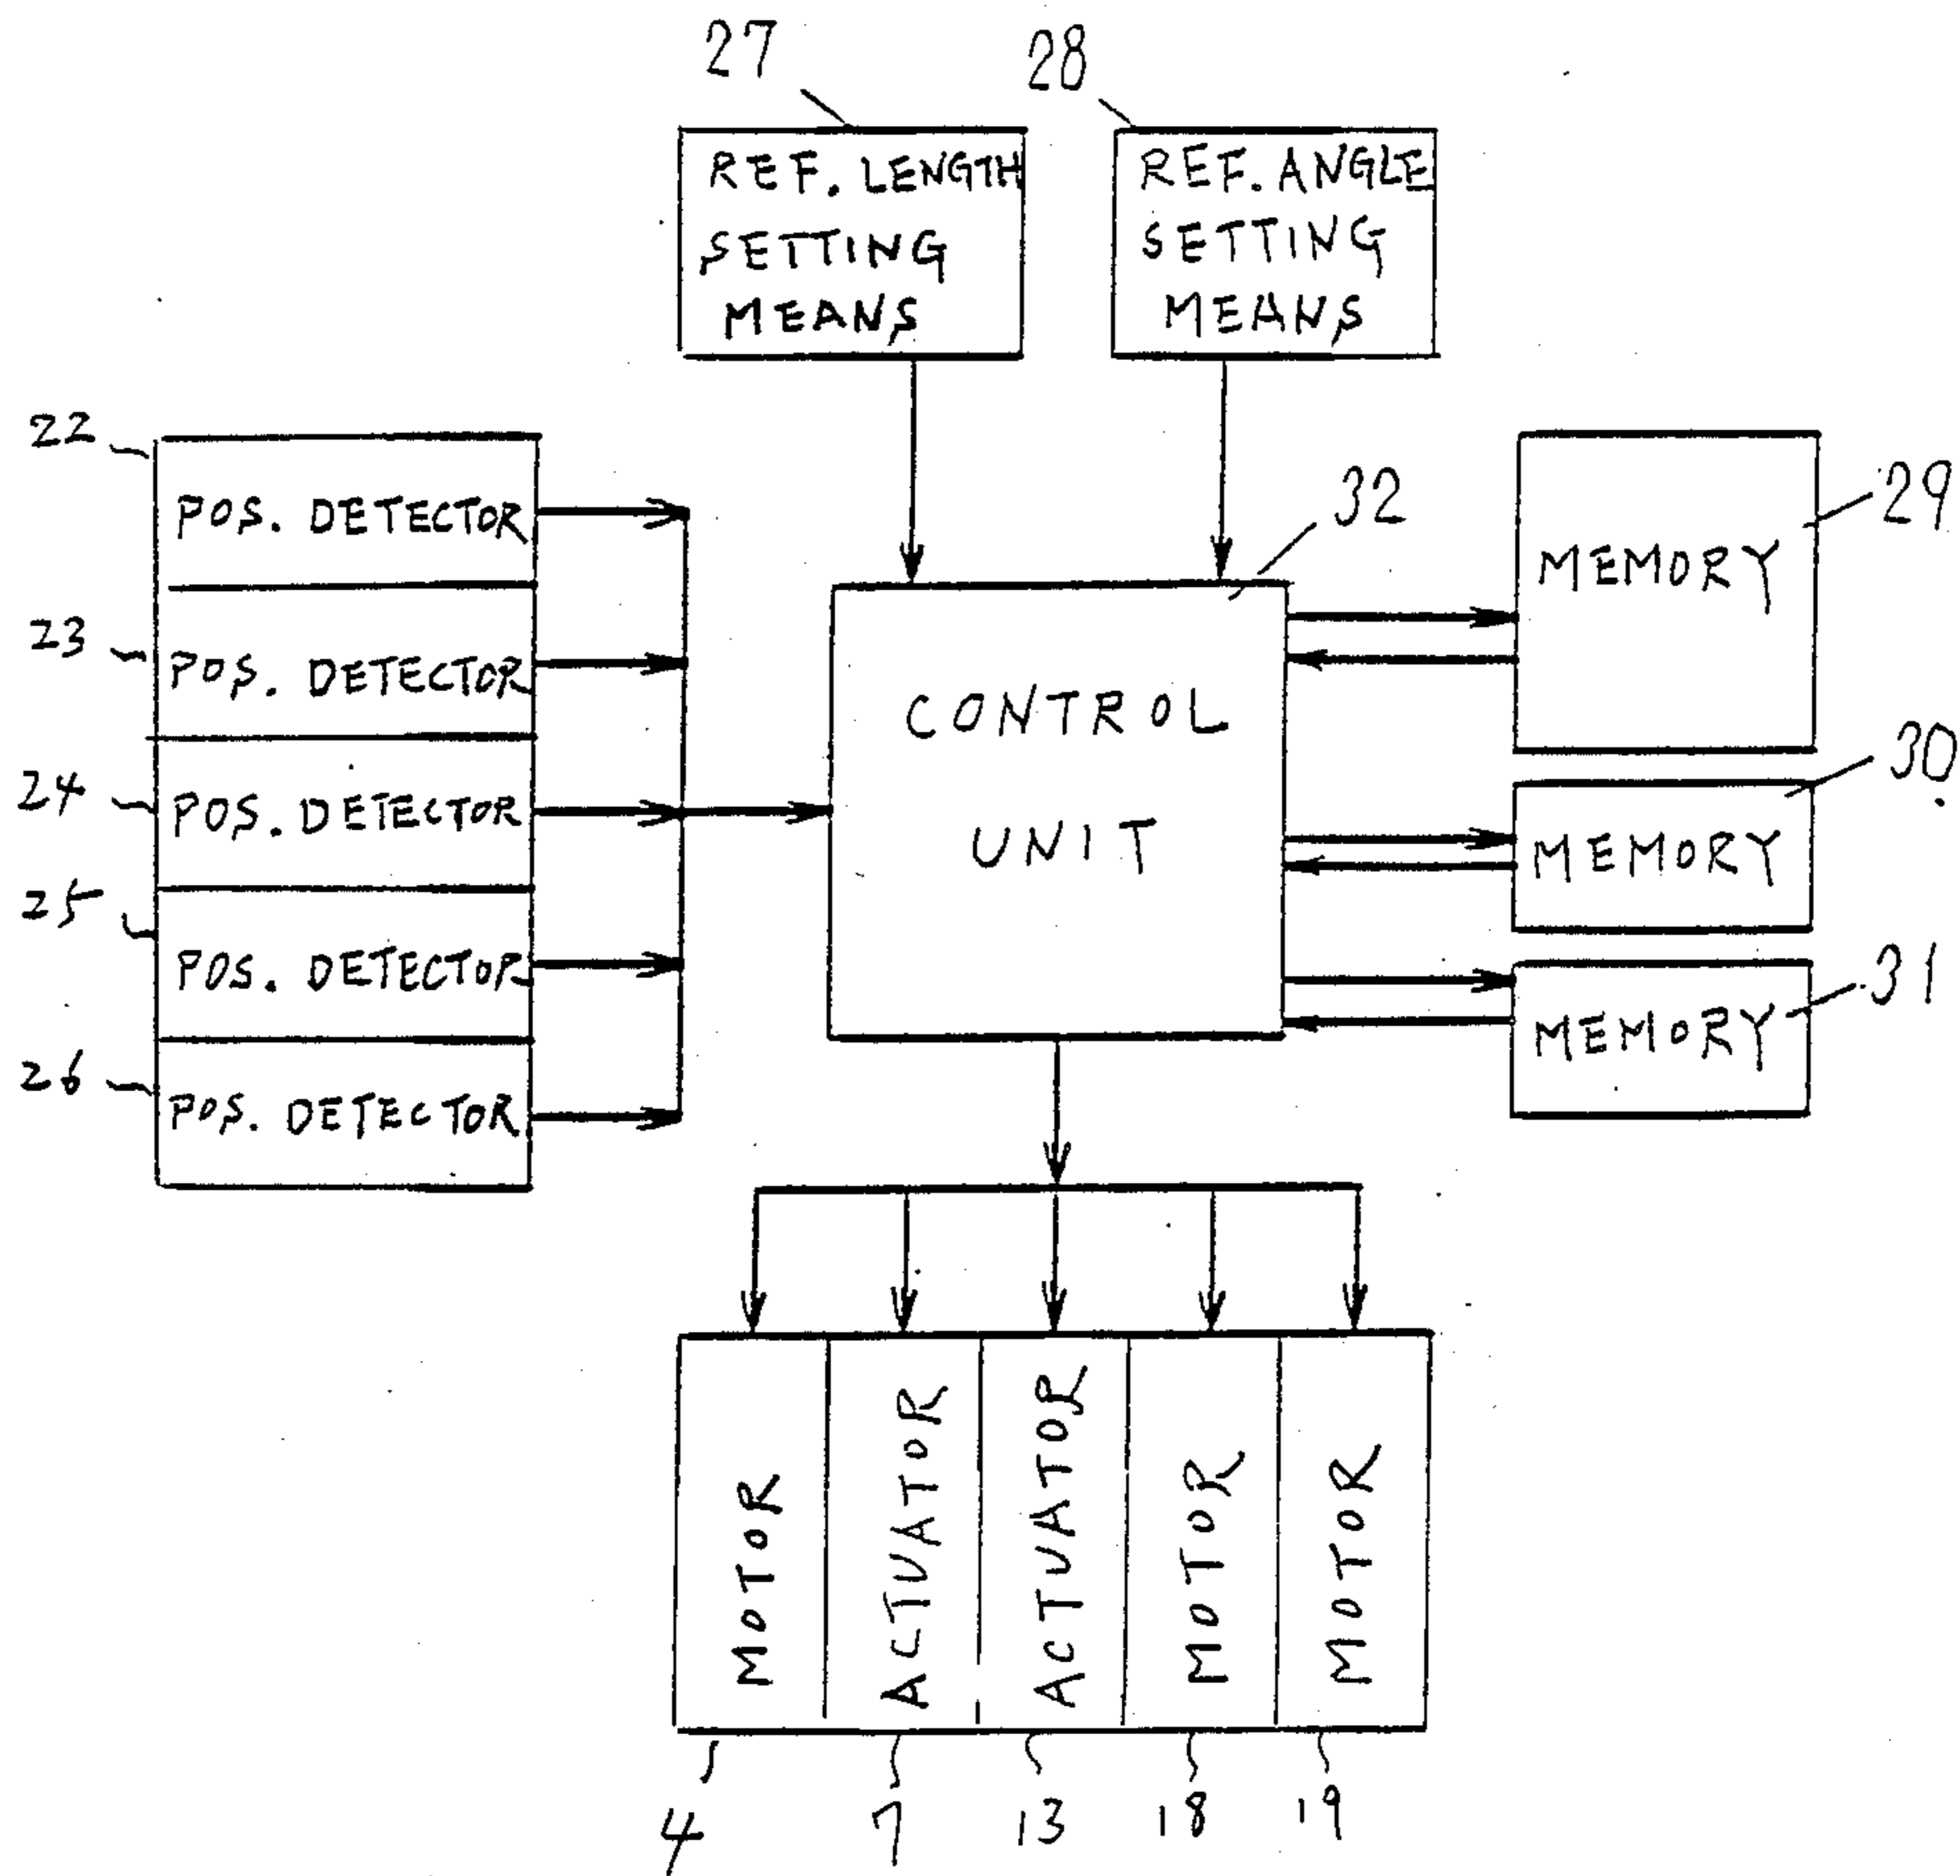 27
28
REF. LENGTH
SETTING
MEANS
REF. ANGLE
SETTING
MEANS
22
POS. DETECTOR
23
POS. DETECTOR
24
POS. DETECTOR
25
POS. DETECTOR
26
POS. DETECTOR
32
CONTROL
UNIT
29
MEMORY
30
MEMORY
31
MEMORY
MOTOR
ACTUATOR
ACTUATOR
MOTOR
MOTOR
4
7
13
18
19